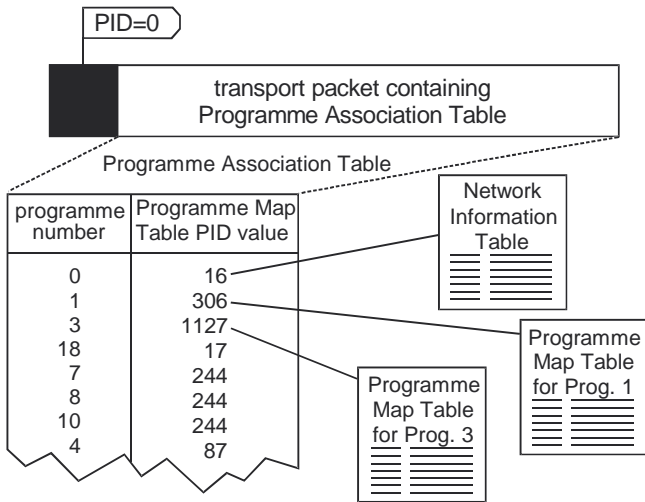 PID=0
transport packet containing
Programme Association Table
Programme Association Table
programme
number
Programme Map
Table PID value
0 16
1 306
3 1127
18 17
7 244
8 244
10 244
4 87
Network
Information
Table
Programme
Map Table
for Prog. 1
Programme
Map Table
for Prog. 3